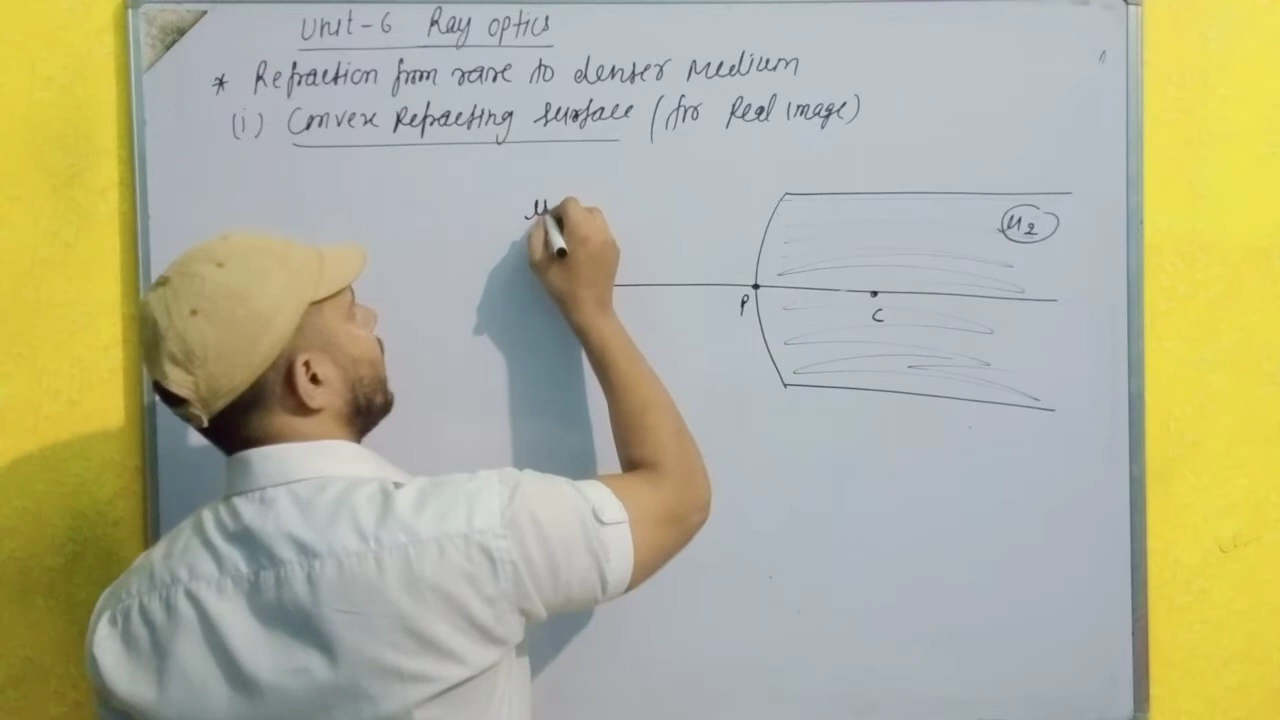 Unit-6 Ray optics
* Refraction from rare to denser Medium
(i) Convex Refracting surface (for Real image)
μ
μ2
P
C